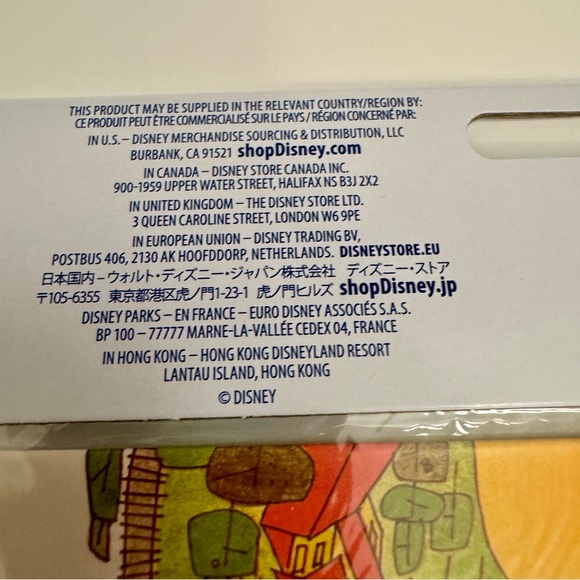 THIS PRODUCT MAY BE SUPPLIED IN THE RELEVANT COUNTRY/REGION BY:
CE PRODUIT PEUT ÊTRE COMMERCIALISÉ SUR LE PAYS / RÉGION CONCERNÉ PAR:
IN U.S. – DISNEY MERCHANDISE SOURCING & DISTRIBUTION, LLC
BURBANK, CA 91521 shopDisney.com
IN CANADA – DISNEY STORE CANADA INC.
900-1959 UPPER WATER STREET, HALIFAX NS B3J 2X2
IN UNITED KINGDOM – THE DISNEY STORE LTD.
3 QUEEN CAROLINE STREET, LONDON W6 9PE
IN EUROPEAN UNION – DISNEY TRADING BV,
POSTBUS 406, 2130 AK HOOFDDORP, NETHERLANDS. DISNEYSTORE.EU
日本国内 – ウォルト・ディズニー・ジャパン株式会社 ディズニー・ストア
〒105-6355 東京都港区虎ノ門1-23-1 虎ノ門ヒルズ shopDisney.jp
DISNEY PARKS – EN FRANCE – EURO DISNEY ASSOCIÉS S.A.S.
BP 100 – 77777 MARNE-LA-VALLÉE CEDEX 04, FRANCE
IN HONG KONG – HONG KONG DISNEYLAND RESORT
LANTAU ISLAND, HONG KONG
© DISNEY